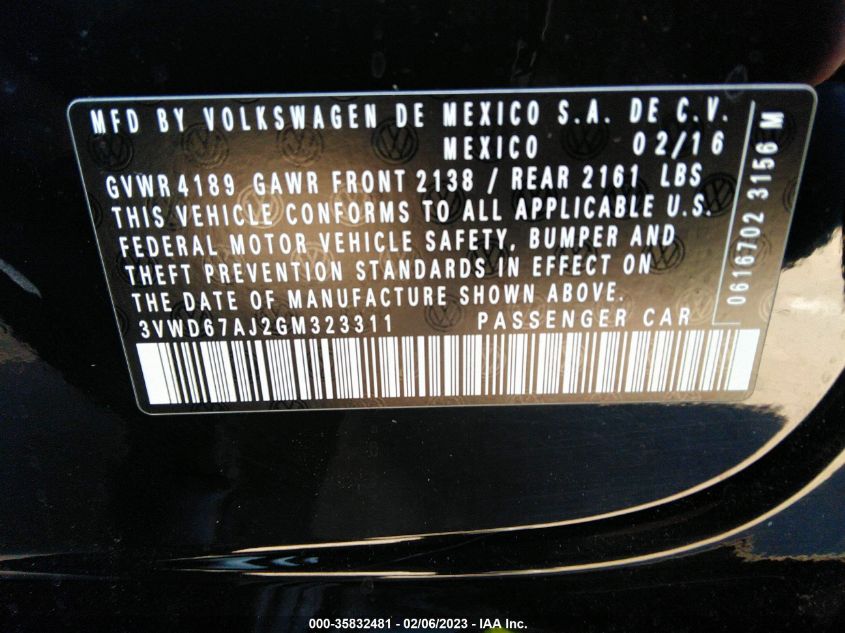 MFD BY VOLKSWAGEN DE MEXICO S.A. DE C.V.
MEXICO 02/16
GVWR 4189 GAWR FRONT 2138 / REAR 2161 LBS
THIS VEHICLE CONFORMS TO ALL APPLICABLE U.S.
FEDERAL MOTOR VEHICLE SAFETY, BUMPER AND
THEFT PREVENTION STANDARDS IN EFFECT ON
THE DATE OF MANUFACTURE SHOWN ABOVE.
3VWD67AJ2GM323311 PASSENGER CAR
0616702 3156 M
000-35832481 - 02/06/2023 - IAA Inc.